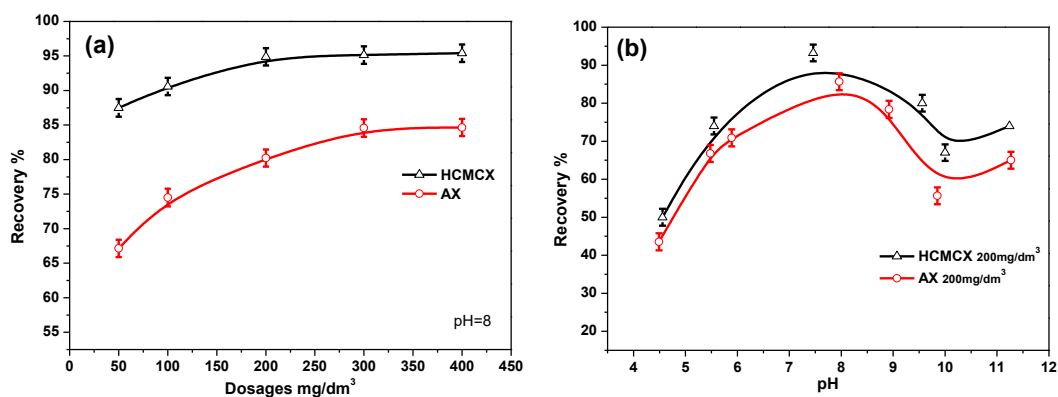 (a)
100
95
90
85
80
75
70
65
60
55
Recovery %
HCMCX
AX
pH=8
0 50 100 150 200 250 300 350 400 450
Dosages mg/dm³
(b)
100
90
80
70
60
50
40
30
20
Recovery %
HCMCX 200mg/dm³
AX 200mg/dm³
4 5 6 7 8 9 10 11 12
pH